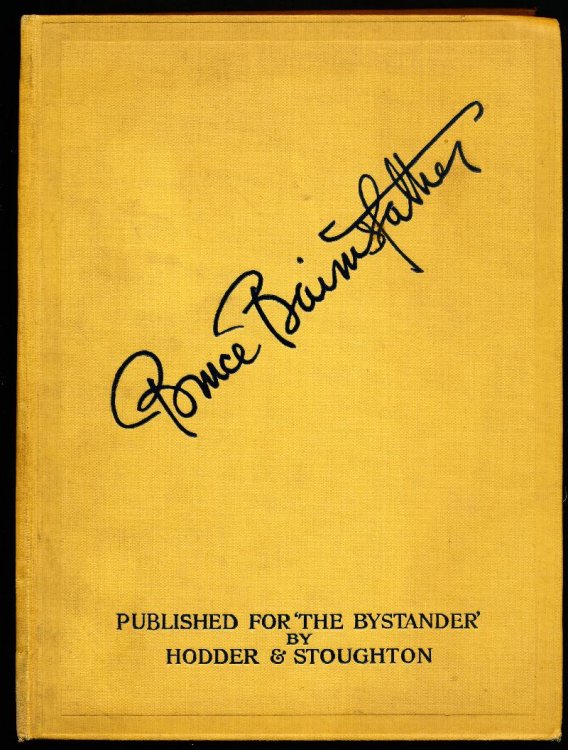 Bruce Bairnsfather
PUBLISHED FOR 'THE BYSTANDER'
BY
HODDER & STOUGHTON